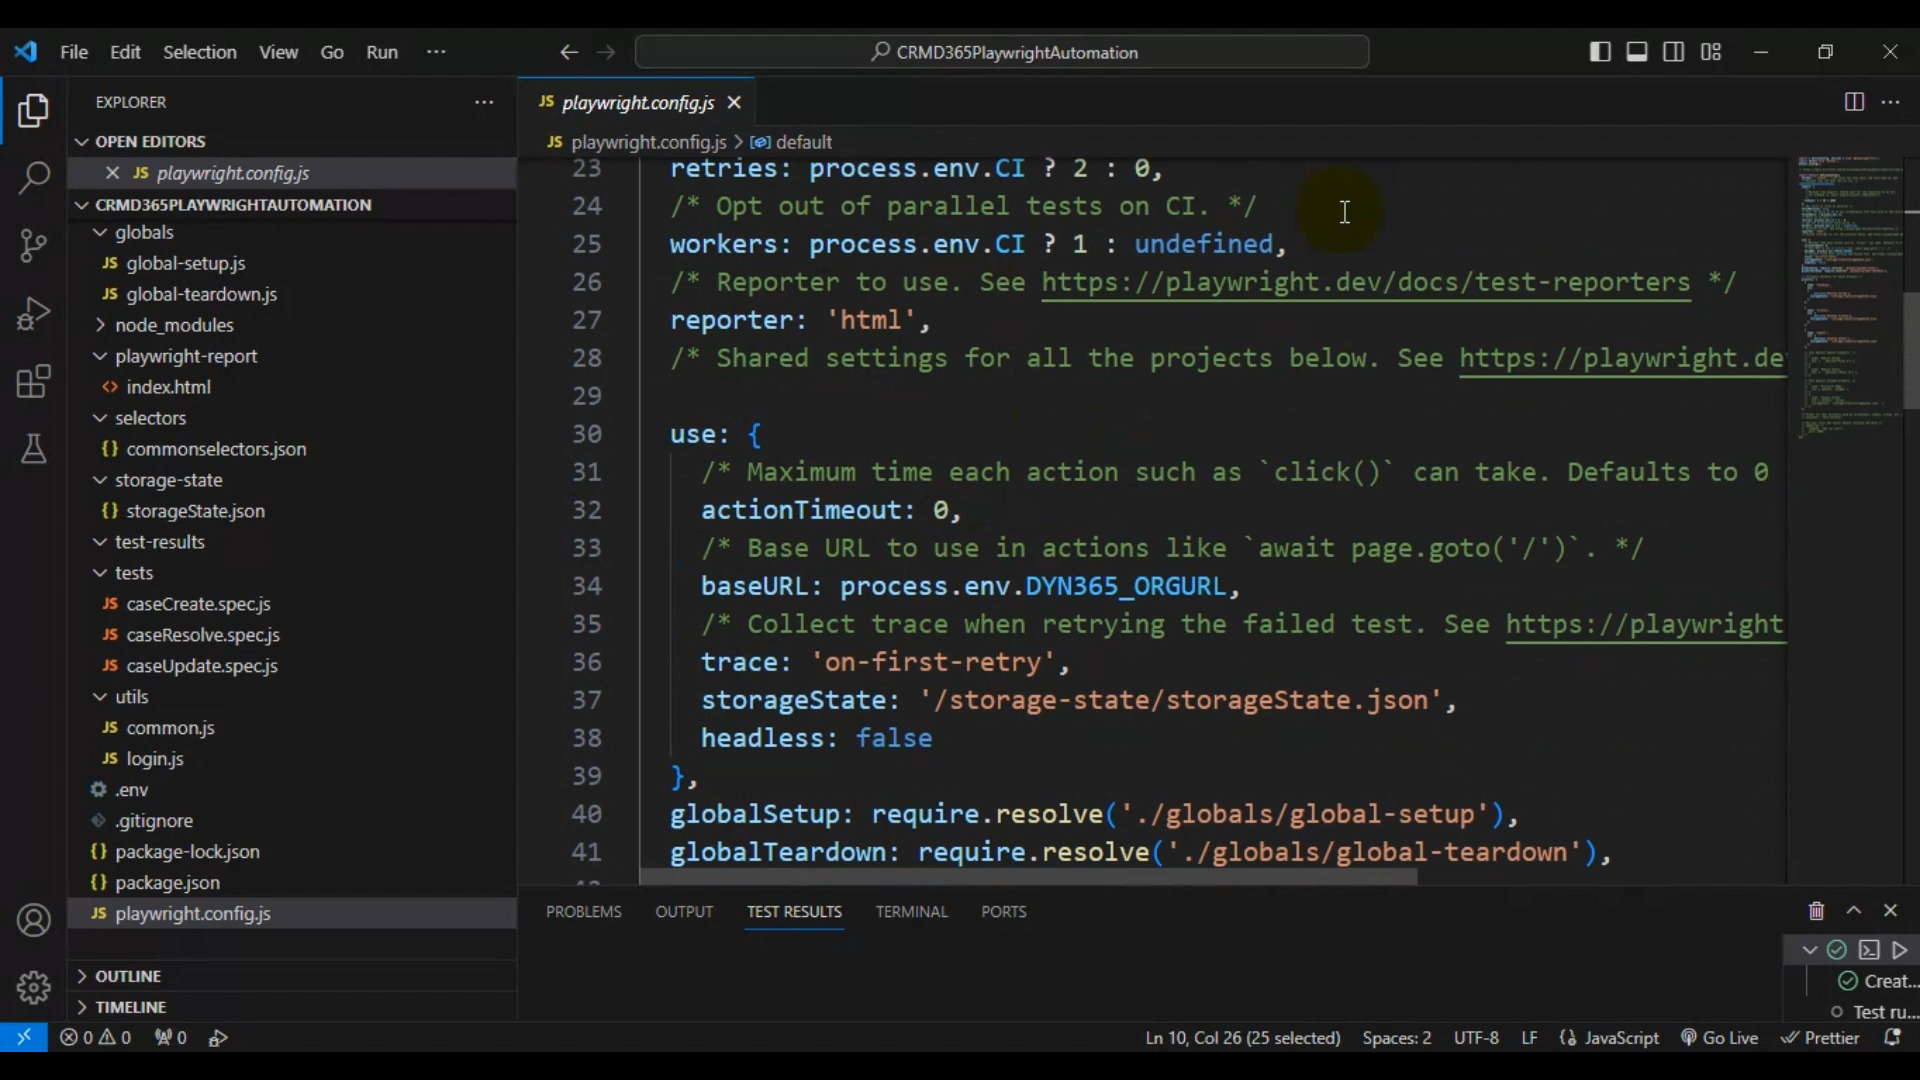 File Edit Selection View Go Run ···
CRMD365PlaywrightAutomation
EXPLORER
OPEN EDITORS
JS playwright.config.js
CRMD365PLAYWRIGHTAUTOMATION
globals
JS global-setup.js
JS global-teardown.js
node_modules
playwright-report
<> index.html
selectors
{} commonselectors.json
storage-state
{} storageState.json
test-results
tests
JS caseCreate.spec.js
JS caseResolve.spec.js
JS caseUpdate.spec.js
utils
JS common.js
JS login.js
.env
.gitignore
{} package-lock.json
{} package.json
JS playwright.config.js
OUTLINE
TIMELINE
JS playwright.config.js
JS playwright.config.js > default
23 retries: process.env.CI ? 2 : 0,
24 /* Opt out of parallel tests on CI. */
25 workers: process.env.CI ? 1 : undefined,
26 /* Reporter to use. See https://playwright.dev/docs/test-reporters */
27 reporter: 'html',
28 /* Shared settings for all the projects below. See https://playwright.de
29
30 use: {
31 /* Maximum time each action such as `click()` can take. Defaults to 0
32 actionTimeout: 0,
33 /* Base URL to use in actions like `await page.goto('/')`. */
34 baseURL: process.env.DYN365_ORGURL,
35 /* Collect trace when retrying the failed test. See https://playwright
36 trace: 'on-first-retry',
37 storageState: '/storage-state/storageState.json',
38 headless: false
39 },
40 globalSetup: require.resolve('./globals/global-setup'),
41 globalTeardown: require.resolve('./globals/global-teardown'),
PROBLEMS OUTPUT TEST RESULTS TERMINAL PORTS
Creat...
Test ru...
0 0 0 Ln 10, Col 26 (25 selected) Spaces: 2 UTF-8 LF {} JavaScript Go Live Prettier